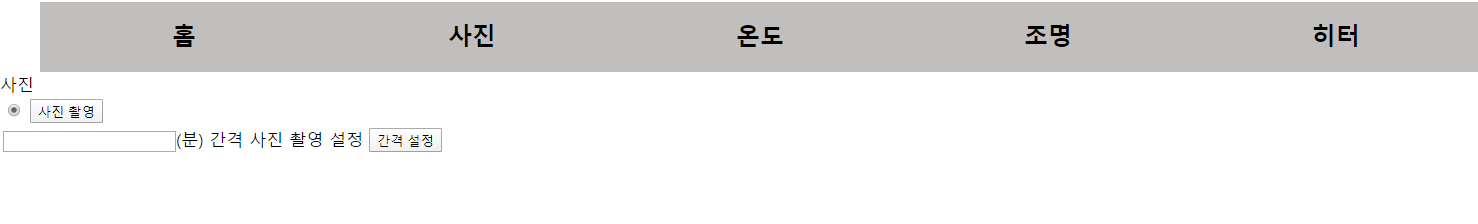 홈 사진 온도 조명 히터
사진
사진 촬영
(분) 간격 사진 촬영 설정 간격 설정